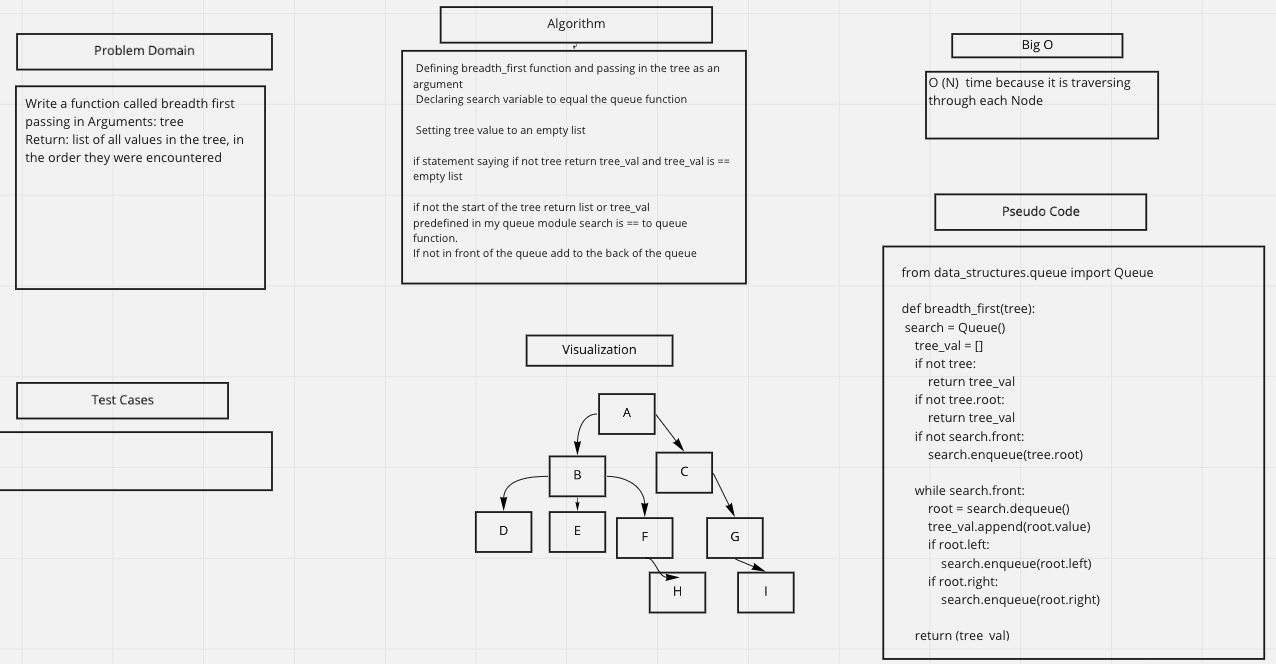 Problem Domain
Write a function called breadth first
passing in Arguments: tree
Return: list of all values in the tree, in
the order they were encountered
Test Cases
Algorithm
Defining breadth_first function and passing in the tree as an
argument
Declaring search variable to equal the queue function
Setting tree value to an empty list
if statement saying if not tree return tree_val and tree_val is ==
empty list
if not the start of the tree return list or tree_val
predefined in my queue module search is == to queue
function.
If not in front of the queue add to the back of the queue
Visualization
A
B
C
D
E
F
G
H
I
Big O
O (N)  time because it is traversing
through each Node
Pseudo Code
from data_structures.queue import Queue
def breadth_first(tree):
search = Queue()
tree_val = []
if not tree:
return tree_val
if not tree.root:
return tree_val
if not search.front:
search.enqueue(tree.root)
while search.front:
root = search.dequeue()
tree_val.append(root.value)
if root.left:
search.enqueue(root.left)
if root.right:
search.enqueue(root.right)
return (tree_val)